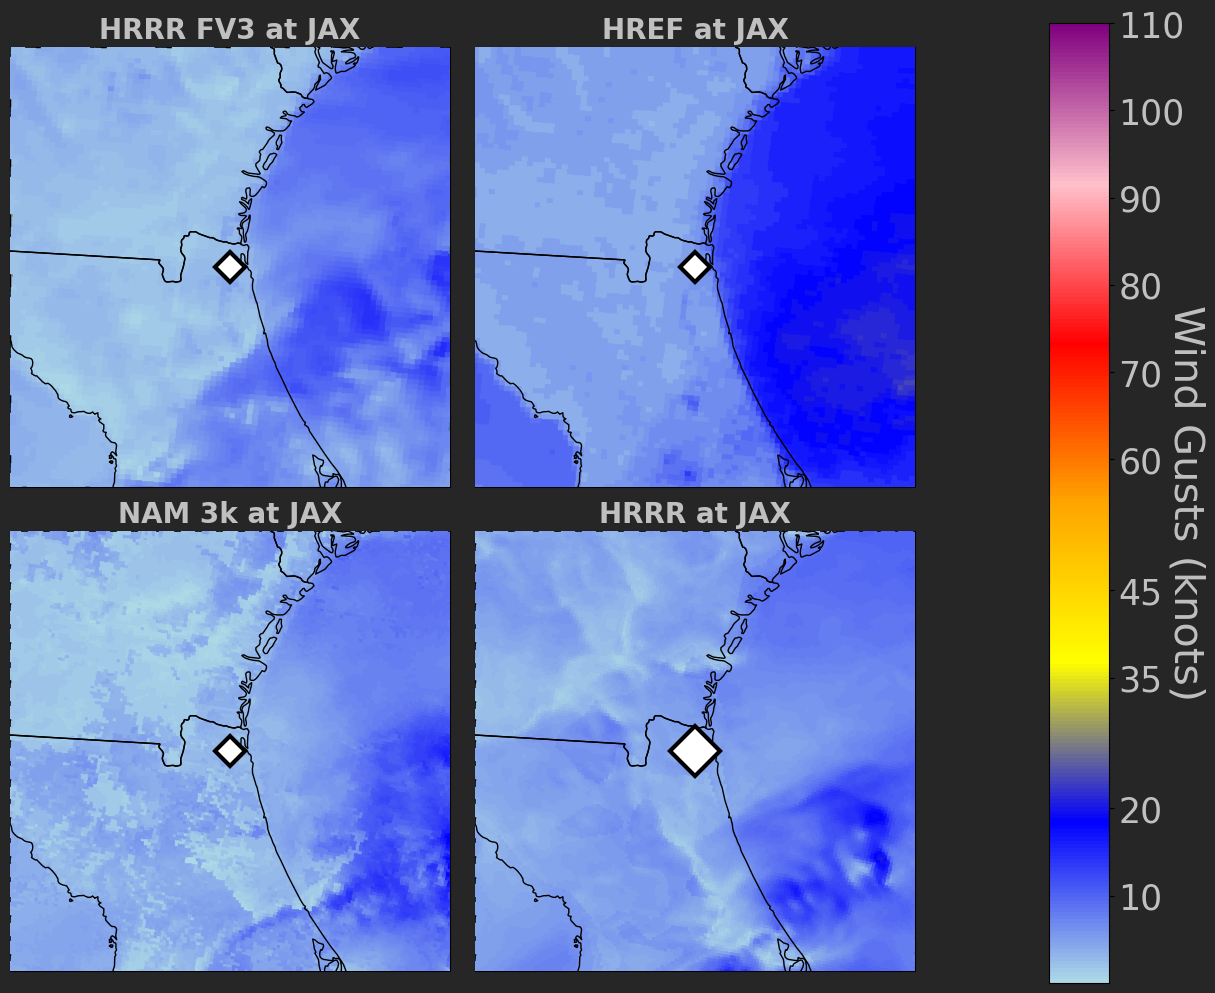 HRRR FV3 at JAX
HREF at JAX
NAM 3k at JAX
HRRR at JAX
110
100
90
80
70
60
45
35
20
10
Wind Gusts (knots)